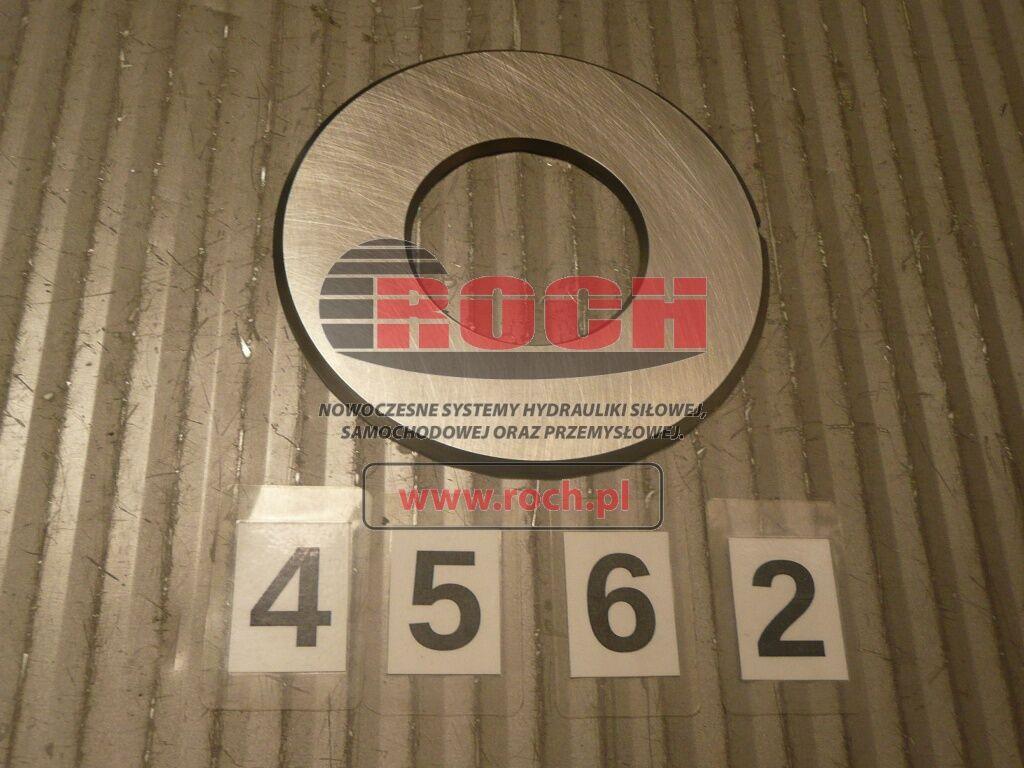 ROCH
NOWOCZESNE SYSTEMY HYDRAULIKI SIŁOWEJ,
SAMOCHODOWEJ ORAZ PRZEMYSŁOWEJ.
www.roch.pl
4 5 6 2